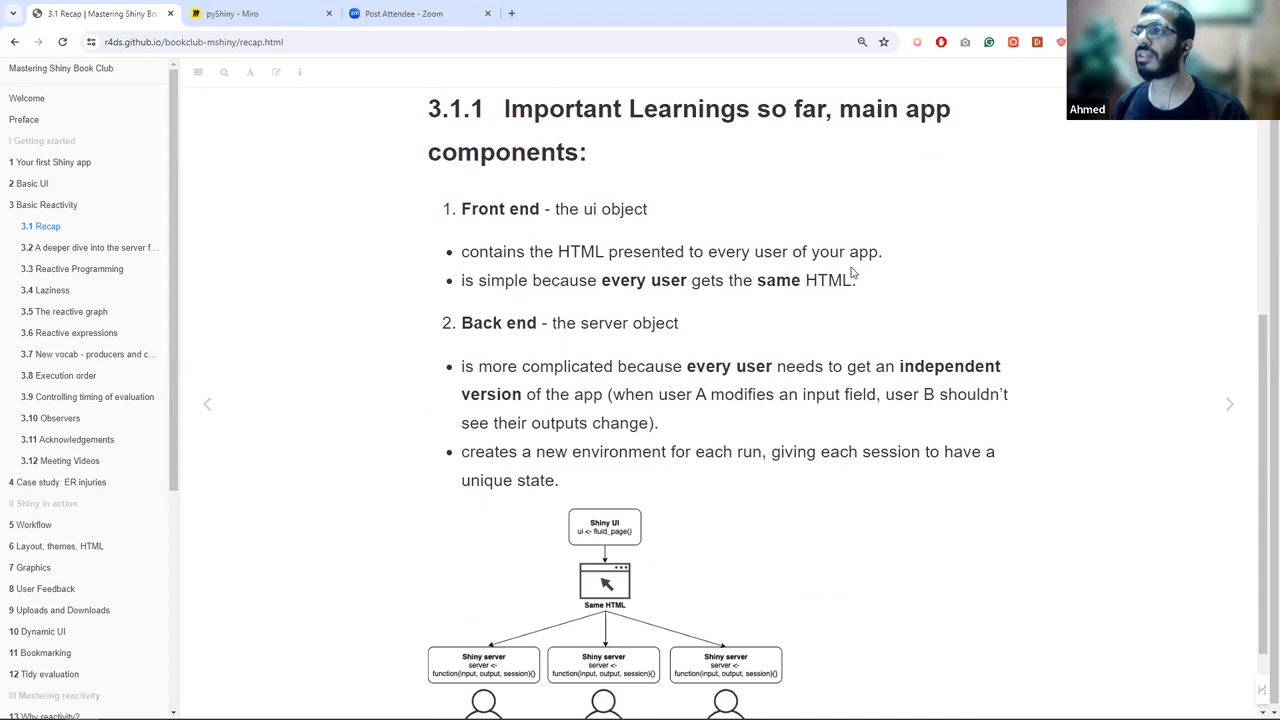 3.1 Recap | Mastering Shiny Boo
pyShiny - Miro
Post Attendee - Zoom
r4ds.github.io/bookclub-mshiny/recap.html
Ahmed
Mastering Shiny Book Club
Welcome
Preface
I Getting started
1 Your first Shiny app
2 Basic UI
3 Basic Reactivity
3.1 Recap
3.2 A deeper dive into the server f...
3.3 Reactive Programming
3.4 Laziness
3.5 The reactive graph
3.6 Reactive expressions
3.7 New vocab - producers and c...
3.8 Execution order
3.9 Controlling timing of evaluation
3.10 Observers
3.11 Acknowledgements
3.12 Meeting Videos
4 Case study: ER injuries
II Shiny in action
5 Workflow
6 Layout, themes, HTML
7 Graphics
8 User Feedback
9 Uploads and Downloads
10 Dynamic UI
11 Bookmarking
12 Tidy evaluation
III Mastering reactivity
13 Why reactivity?
3.1.1 Important Learnings so far, main app
components:
1. Front end - the ui object
• contains the HTML presented to every user of your app.
• is simple because every user gets the same HTML.
2. Back end - the server object
• is more complicated because every user needs to get an independent
version of the app (when user A modifies an input field, user B shouldn't
see their outputs change).
• creates a new environment for each run, giving each session to have a
unique state.
Shiny UI
ui <- fluid_page()
Same HTML
Shiny server
server <-
function(input, output, session){}
Shiny server
server <-
function(input, output, session){}
Shiny server
server <-
function(input, output, session){}